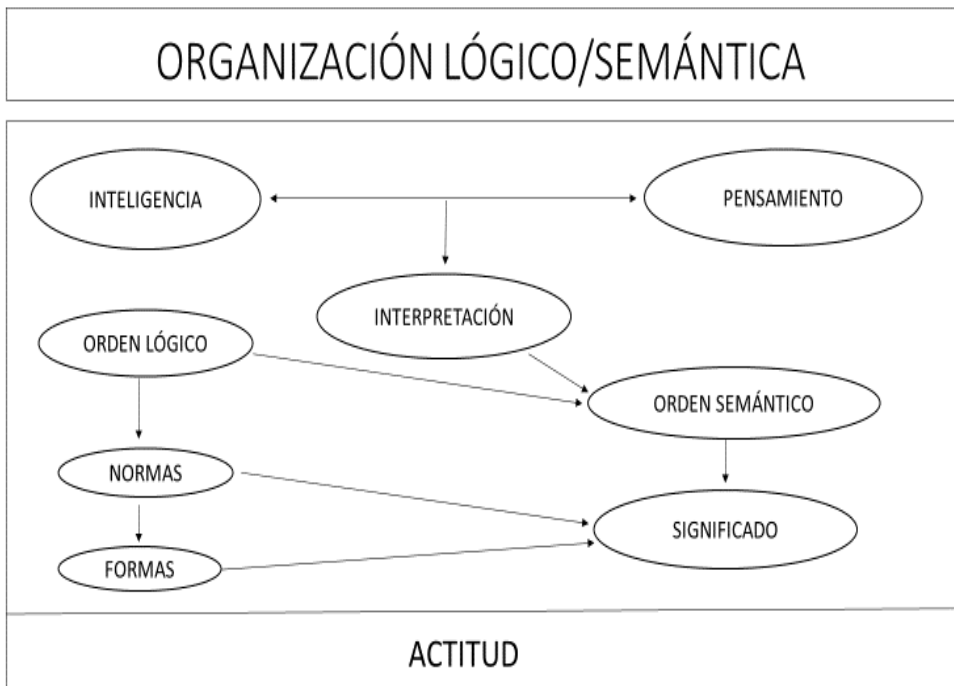 ORGANIZACIÓN LÓGICO/SEMÁNTICA
INTELIGENCIA
PENSAMIENTO
INTERPRETACIÓN
ORDEN LÓGICO
ORDEN SEMÁNTICO
NORMAS
SIGNIFICADO
FORMAS
ACTITUD